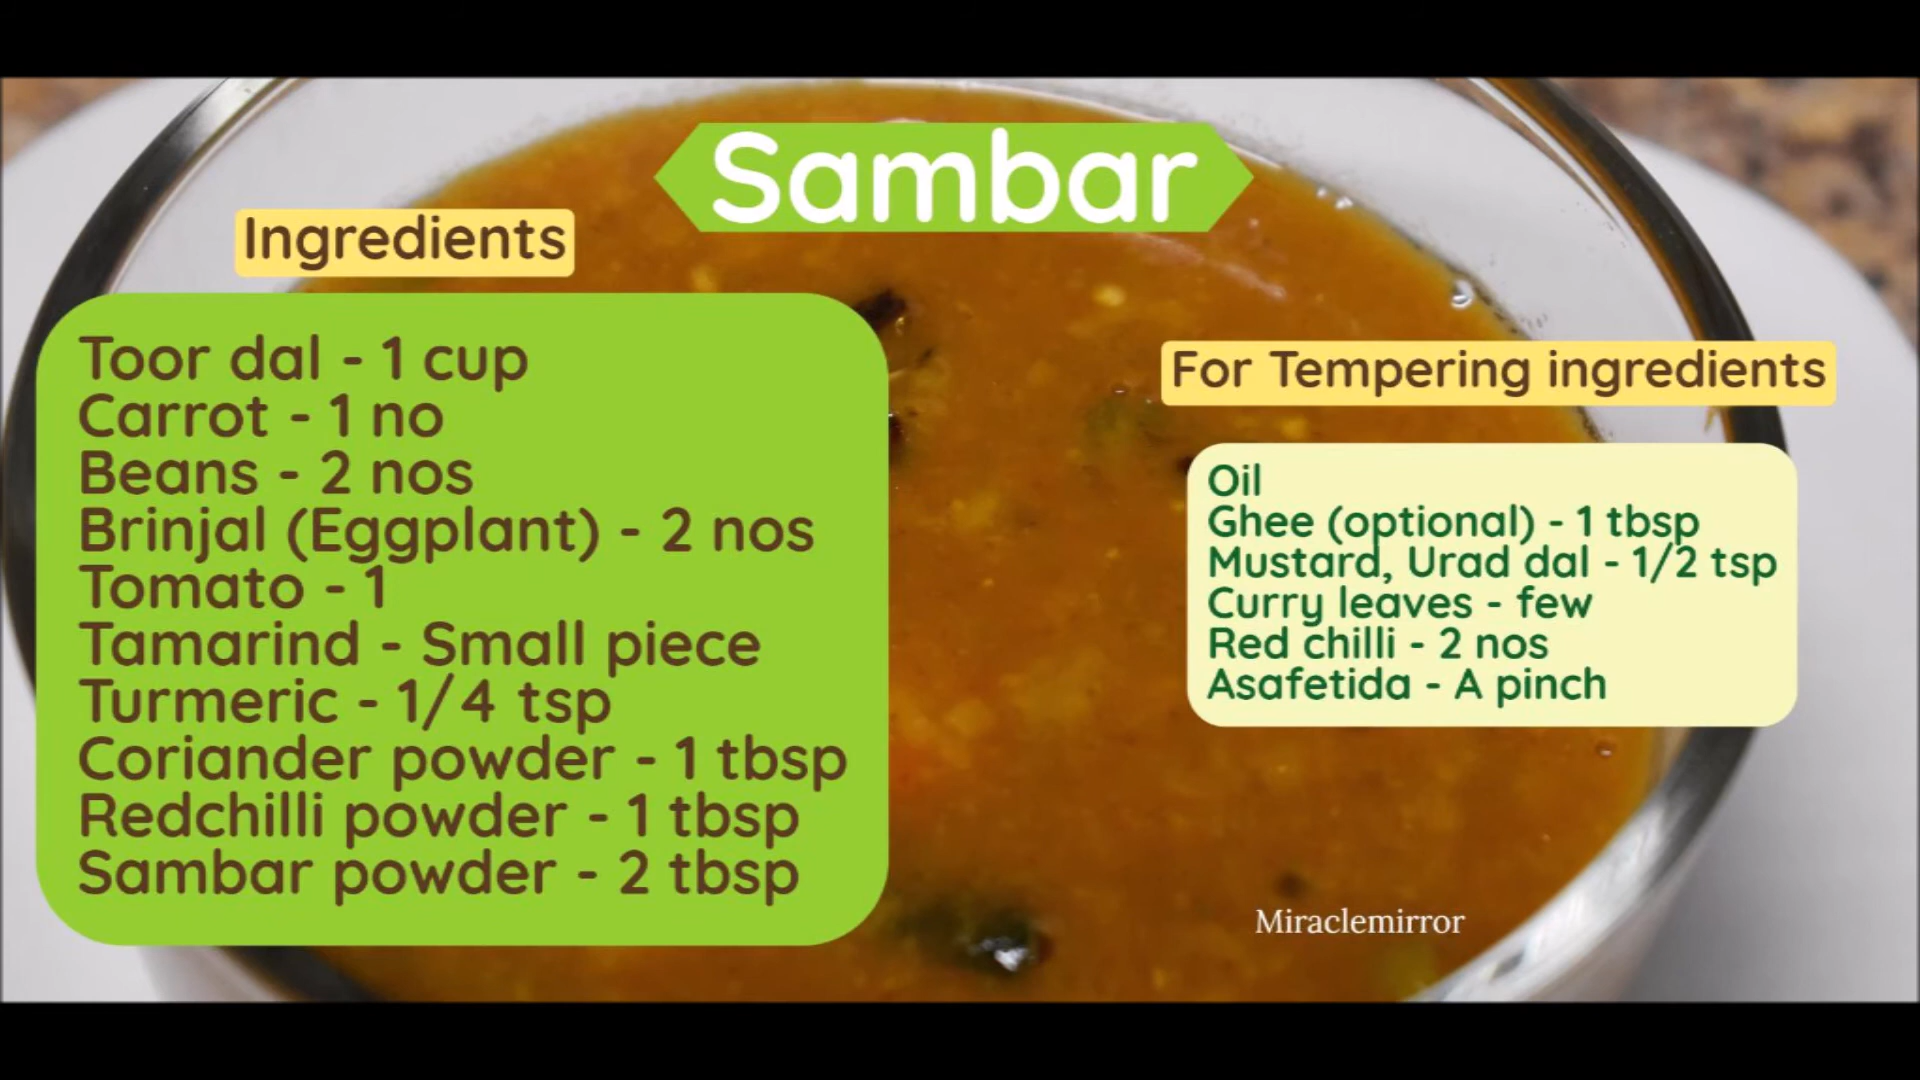 Sambar
Ingredients
Toor dal - 1 cup
Carrot - 1 no
Beans - 2 nos
Brinjal (Eggplant) - 2 nos
Tomato - 1
Tamarind - Small piece
Turmeric - 1/4 tsp
Coriander powder - 1 tbsp
Redchilli powder - 1 tbsp
Sambar powder - 2 tbsp
For Tempering ingredients
Oil
Ghee (optional) - 1 tbsp
Mustard, Urad dal - 1/2 tsp
Curry leaves - few
Red chilli - 2 nos
Asafetida - A pinch
Miraclemirror